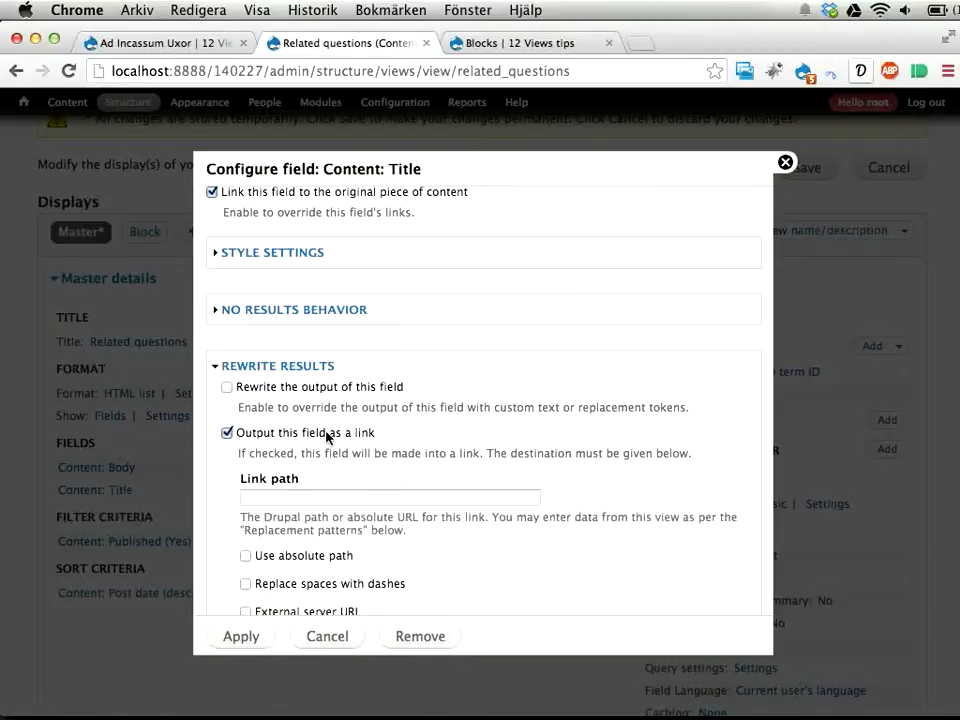 Chrome Arkiv Redigera Visa Historik Bokmärken Fönster Hjälp
Ad Incassum Uxor | 12 Vie
Related questions (Conten
Blocks | 12 Views tips
localhost:8888/140227/admin/structure/views/view/related_questions
5 D ABP
Content Structure Appearance People Modules Configuration Reports Help Hello root Log out
* All changes are stored temporarily. Click Save to make your changes permanent. Click Cancel to discard your changes.
Modify the display(s) of yo
Save Cancel
Configure field: Content: Title
Displays
Link this field to the original piece of content
Enable to override this field's links.
Master* Block
ew name/description
STYLE SETTINGS
Master details
NO RESULTS BEHAVIOR
TITLE
Title: Related questions
Add
FORMAT
REWRITE RESULTS
y term ID
Format: HTML list | Set
Rewrite the output of this field
Show: Fields | Settings
Enable to override the output of this field with custom text or replacement tokens.
Add
FIELDS
Output this field as a link
Add
If checked, this field will be made into a link. The destination must be given below.
Content: Body
Link path
Content: Title
| Settings
FILTER CRITERIA
The Drupal path or absolute URL for this link. You may enter data from this view as per the
"Replacement patterns" below.
Content: Published (Yes)
Use absolute path
SORT CRITERIA
Replace spaces with dashes
Content: Post date (desc
mmary: No
External server URL
No
Apply Cancel Remove
Query settings: Settings
Field Language: Current user's language
Caching: None